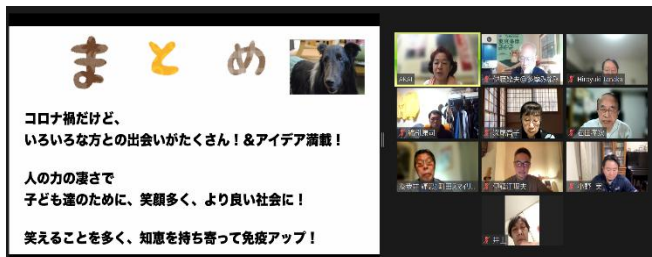 まとめ
コロナ禍だけど、
いろいろな方との出会いがたくさん！＆アイデア満載！
人の力の凄さで
子ども達のために、笑顔多く、より良い社会に！
笑えることを多く、知恵を持ち寄って免疫アップ！
Hiroyuki Tanaka